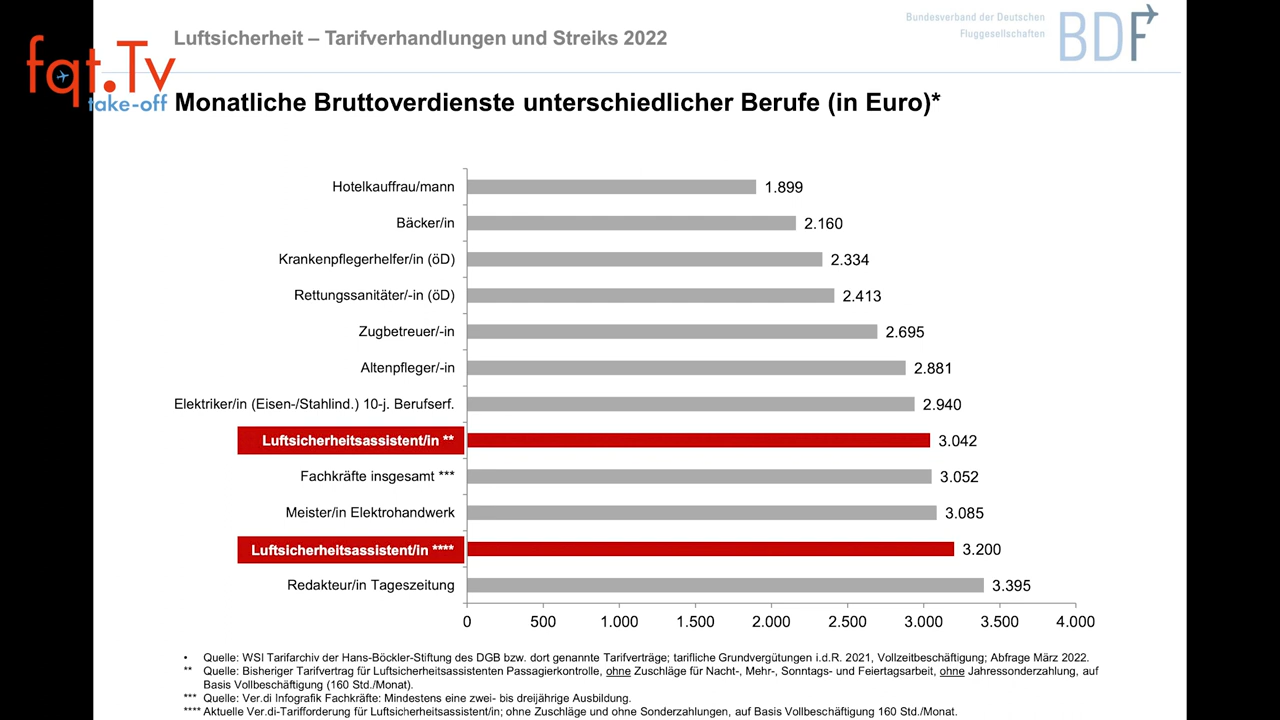 Bundesverband der Deutschen
Fluggesellschaften
BDF
Luftsicherheit – Tarifverhandlungen und Streiks 2022
fqt.Tv
take-off
Monatliche Bruttoverdienste unterschiedlicher Berufe (in Euro)*
Hotelkauffrau/mann 1.899
Bäcker/in 2.160
Krankenpflegerhelfer/in (öD) 2.334
Rettungssanitäter/-in (öD) 2.413
Zugbetreuer/-in 2.695
Altenpfleger/-in 2.881
Elektriker/in (Eisen-/Stahlind.) 10-j. Berufserf. 2.940
Luftsicherheitsassistent/in ** 3.042
Fachkräfte insgesamt *** 3.052
Meister/in Elektrohandwerk 3.085
Luftsicherheitsassistent/in **** 3.200
Redakteur/in Tageszeitung 3.395
0 500 1.000 1.500 2.000 2.500 3.000 3.500 4.000
• Quelle: WSI Tarifarchiv der Hans-Böckler-Stiftung des DGB bzw. dort genannte Tarifverträge; tarifliche Grundvergütungen i.d.R. 2021, Vollzeitbeschäftigung; Abfrage März 2022.
** Quelle: Bisheriger Tarifvertrag für Luftsicherheitsassistenten Passagierkontrolle, ohne Zuschläge für Nacht-, Mehr-, Sonntags- und Feiertagsarbeit, ohne Jahressonderzahlung, auf
Basis Vollbeschäftigung (160 Std./Monat).
*** Quelle: Ver.di Infografik Fachkräfte: Mindestens eine zwei- bis dreijährige Ausbildung.
**** Aktuelle Ver.di-Tarifforderung für Luftsicherheitsassistent/in; ohne Zuschläge und ohne Sonderzahlungen, auf Basis Vollbeschäftigung 160 Std./Monat.